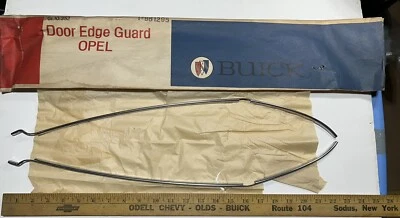 Door Edge Guard
OPEL
BUICK
ODELL CHEVY - OLDS - BUICK Route 104 Sodus, New York